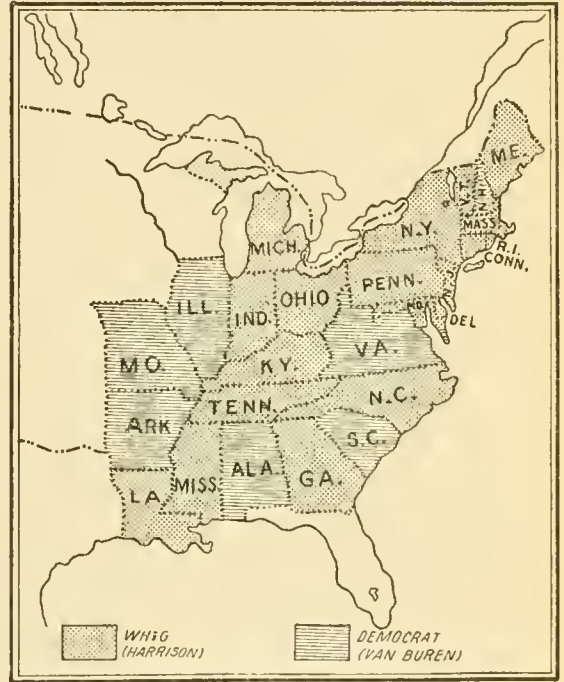 ME.
V.T.
N.H.
MASS.
N.Y.
R.I.
CONN.
MICH.
PENN.
N.J.
ILL.
IND.
OHIO
MD.
DEL
MO.
KY.
VA.
TENN.
N.C.
ARK
S.C.
MISS.
ALA.
GA.
LA.
WHIG
(HARRISON)
DEMOCRAT
(VAN BUREN)